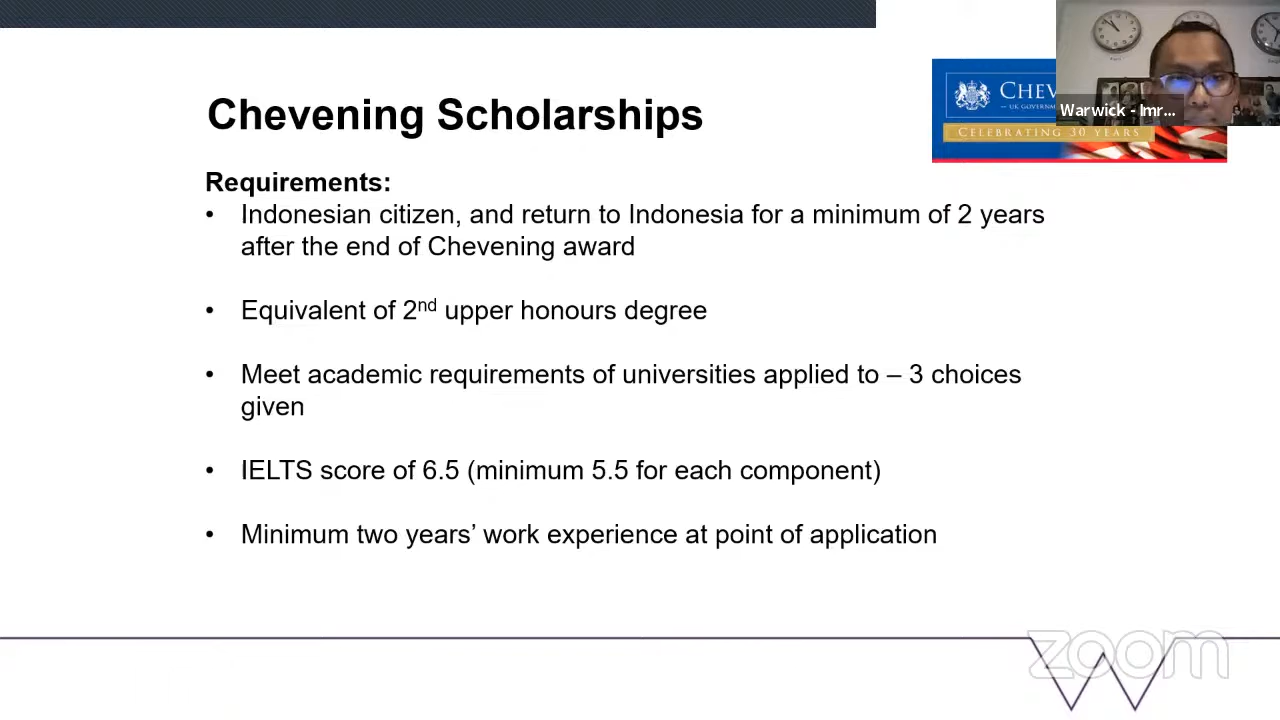 Chevening Scholarships
CHEV
UK GOVERN
CELEBRATING 30 YEARS
Warwick - Imr...
Requirements:
• Indonesian citizen, and return to Indonesia for a minimum of 2 years
after the end of Chevening award
• Equivalent of 2nd upper honours degree
• Meet academic requirements of universities applied to – 3 choices
given
• IELTS score of 6.5 (minimum 5.5 for each component)
• Minimum two years’ work experience at point of application
zoom